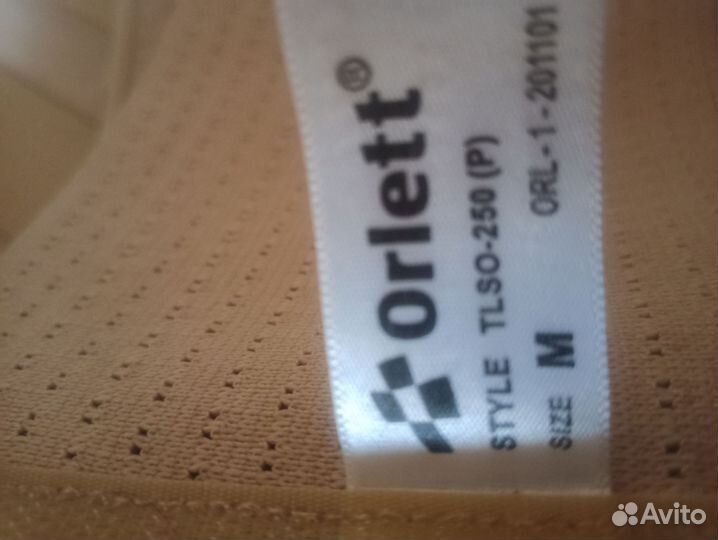 Orlett®
STYLE TLSO-250 (P)
SIZE M ORL-1-201101
Avito